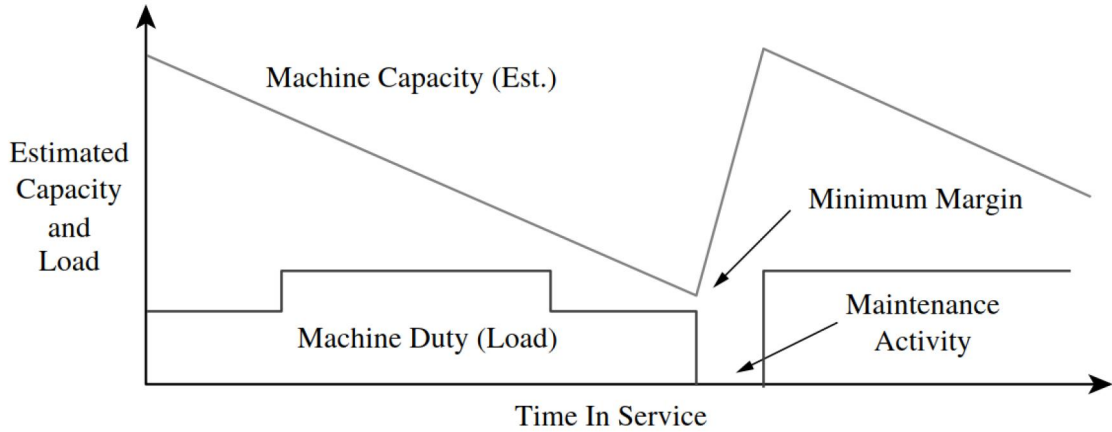 Machine Capacity (Est.)
Estimated
Capacity
and
Load
Minimum Margin
Machine Duty (Load)
Maintenance
Activity
Time In Service